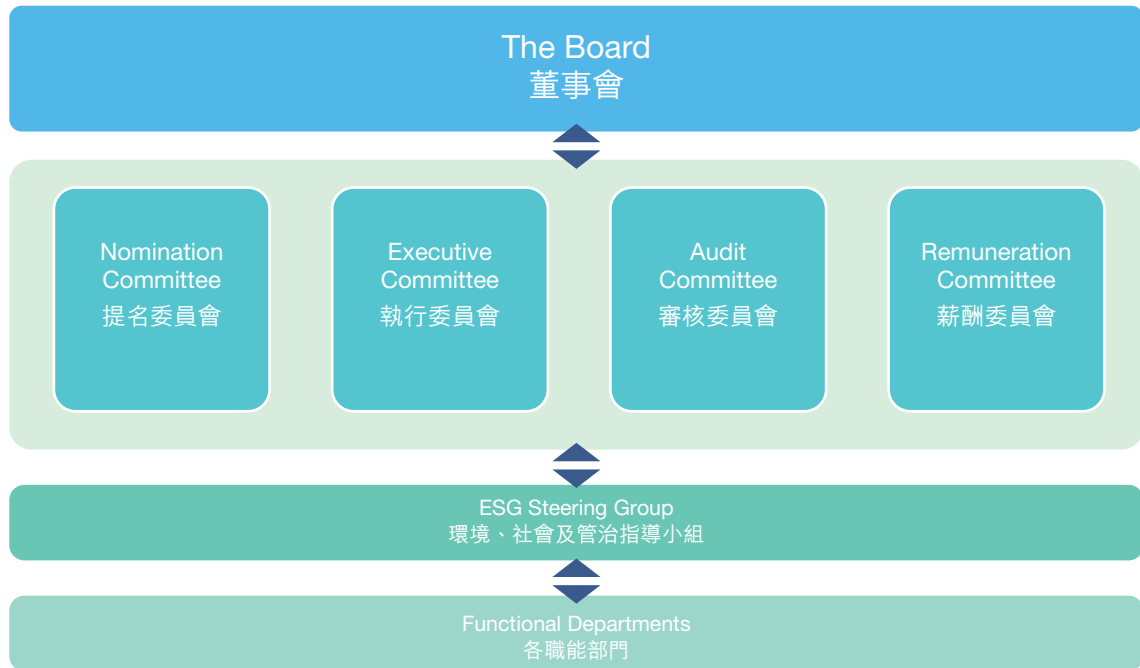 The Board
董事會
Nomination
Committee
提名委員會
Executive
Committee
執行委員會
Audit
Committee
審核委員會
Remuneration
Committee
薪酬委員會
ESG Steering Group
環境、社會及管治指導小組
Functional Departments
各職能部門